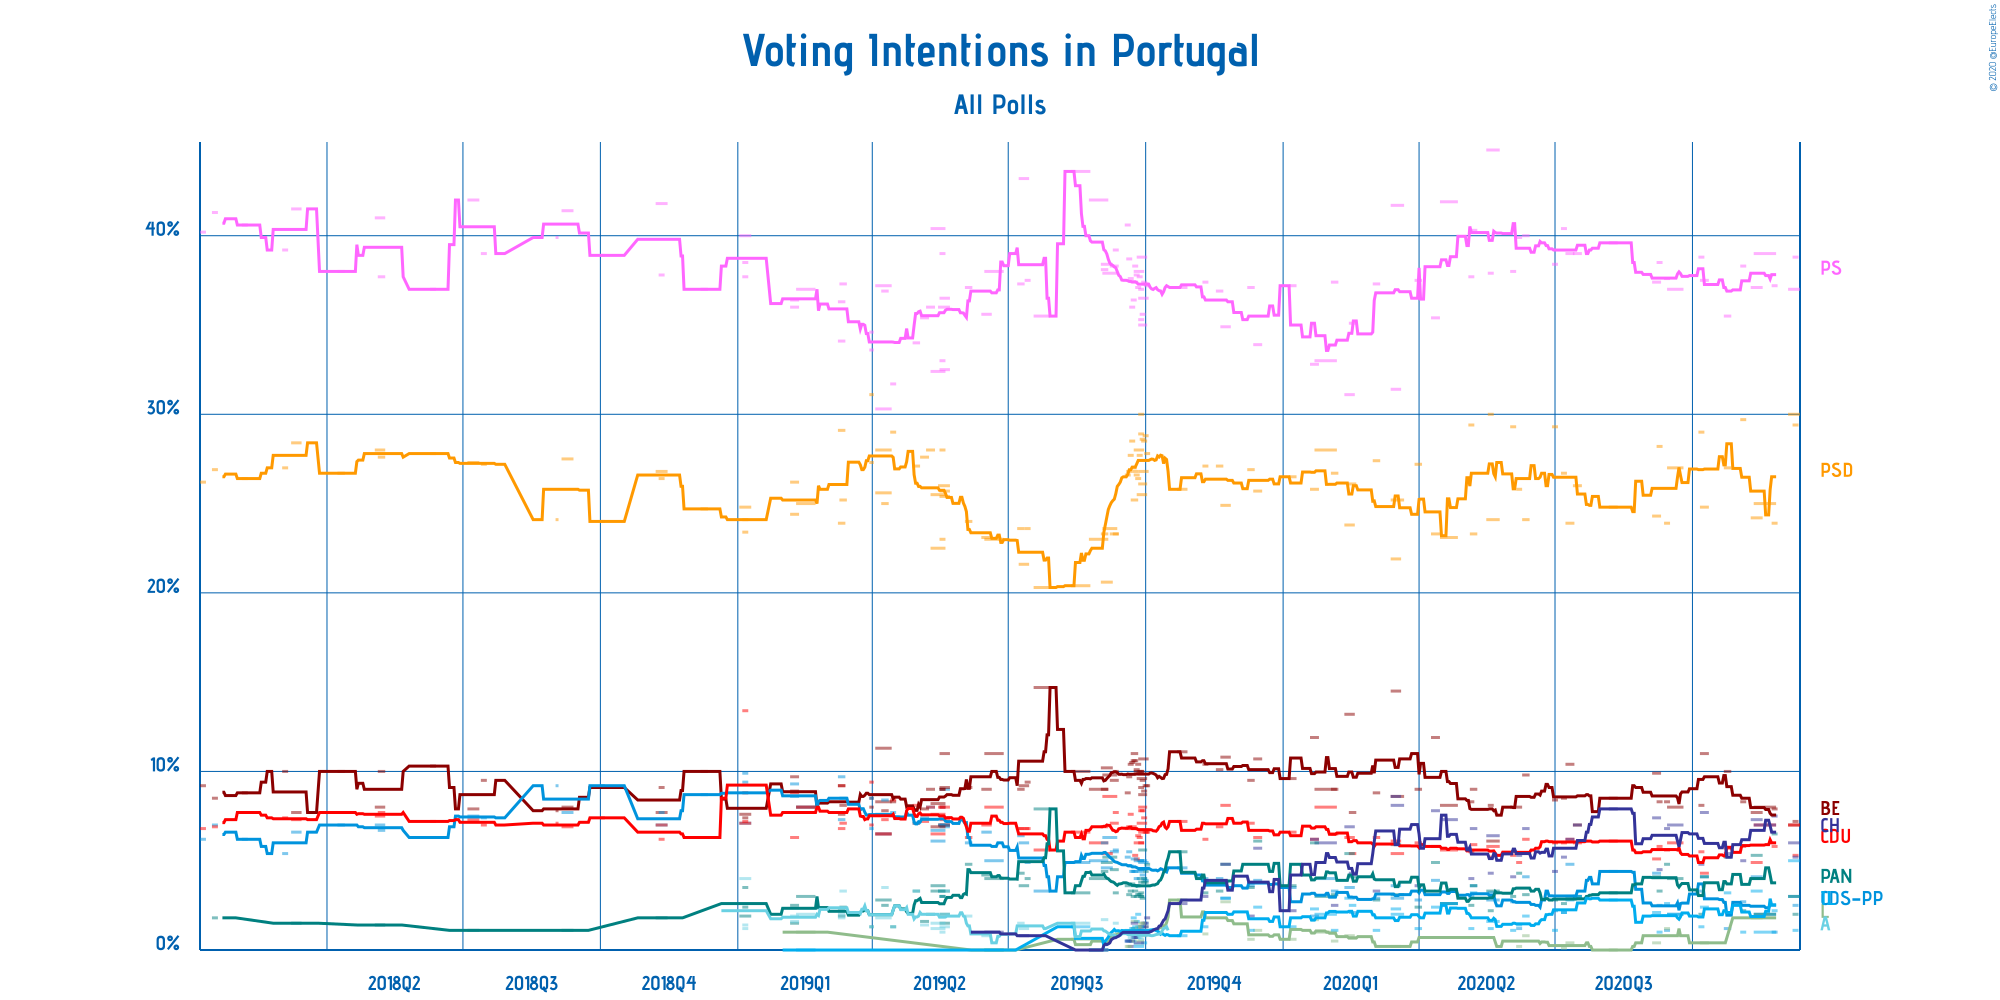 © 2020 @EuropeElects
Voting Intentions in Portugal
All Polls
40%
30%
20%
10%
0%
PS
PSD
BE
CH
CDU
PAN
CDS-PP
L
A
2018Q2
2018Q3
2018Q4
2019Q1
2019Q2
2019Q3
2019Q4
2020Q1
2020Q2
2020Q3